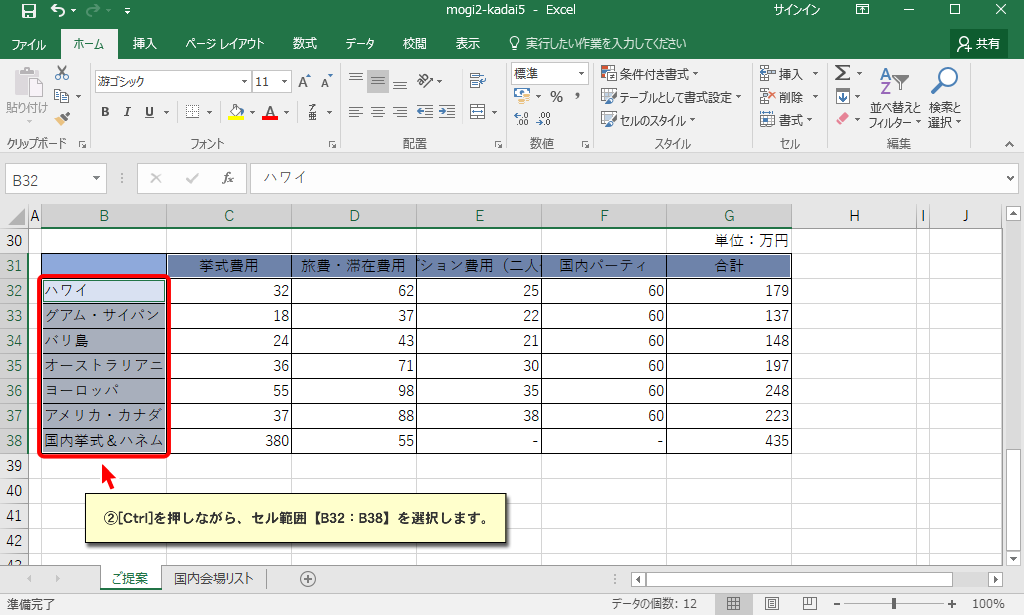 mogi2-kadai5 - Excel
サインイン
ファイル ホーム 挿入 ページ レイアウト 数式 データ 校閲 表示 実行したい作業を入力してください 共有
貼り付け
クリップボード
游ゴシック 11
A A
B I U
A
フォント
配置
標準
% ,
.00
数値
条件付き書式
テーブルとして書式設定
セルのスタイル
スタイル
挿入
削除
書式
セル
Σ
並べ替えと
フィルター
検索と
選択
編集
B32 fx ハワイ
A B C D E F G H I J
30 単位：万円
31 挙式費用 旅費・滞在費用 ション費用（二人 国内パーティ 合計
32 ハワイ 32 62 25 60 179
33 グアム・サイパン 18 37 22 60 137
34 バリ島 24 43 21 60 148
35 オーストラリアニ 36 71 30 60 197
36 ヨーロッパ 55 98 35 60 248
37 アメリカ・カナダ 37 88 38 60 223
38 国内挙式＆ハネム 380 55 - - 435
39
40
41
42
②[Ctrl]を押しながら、セル範囲【B32：B38】を選択します。
ご提案 国内会場リスト
準備完了 データの個数: 12 100%